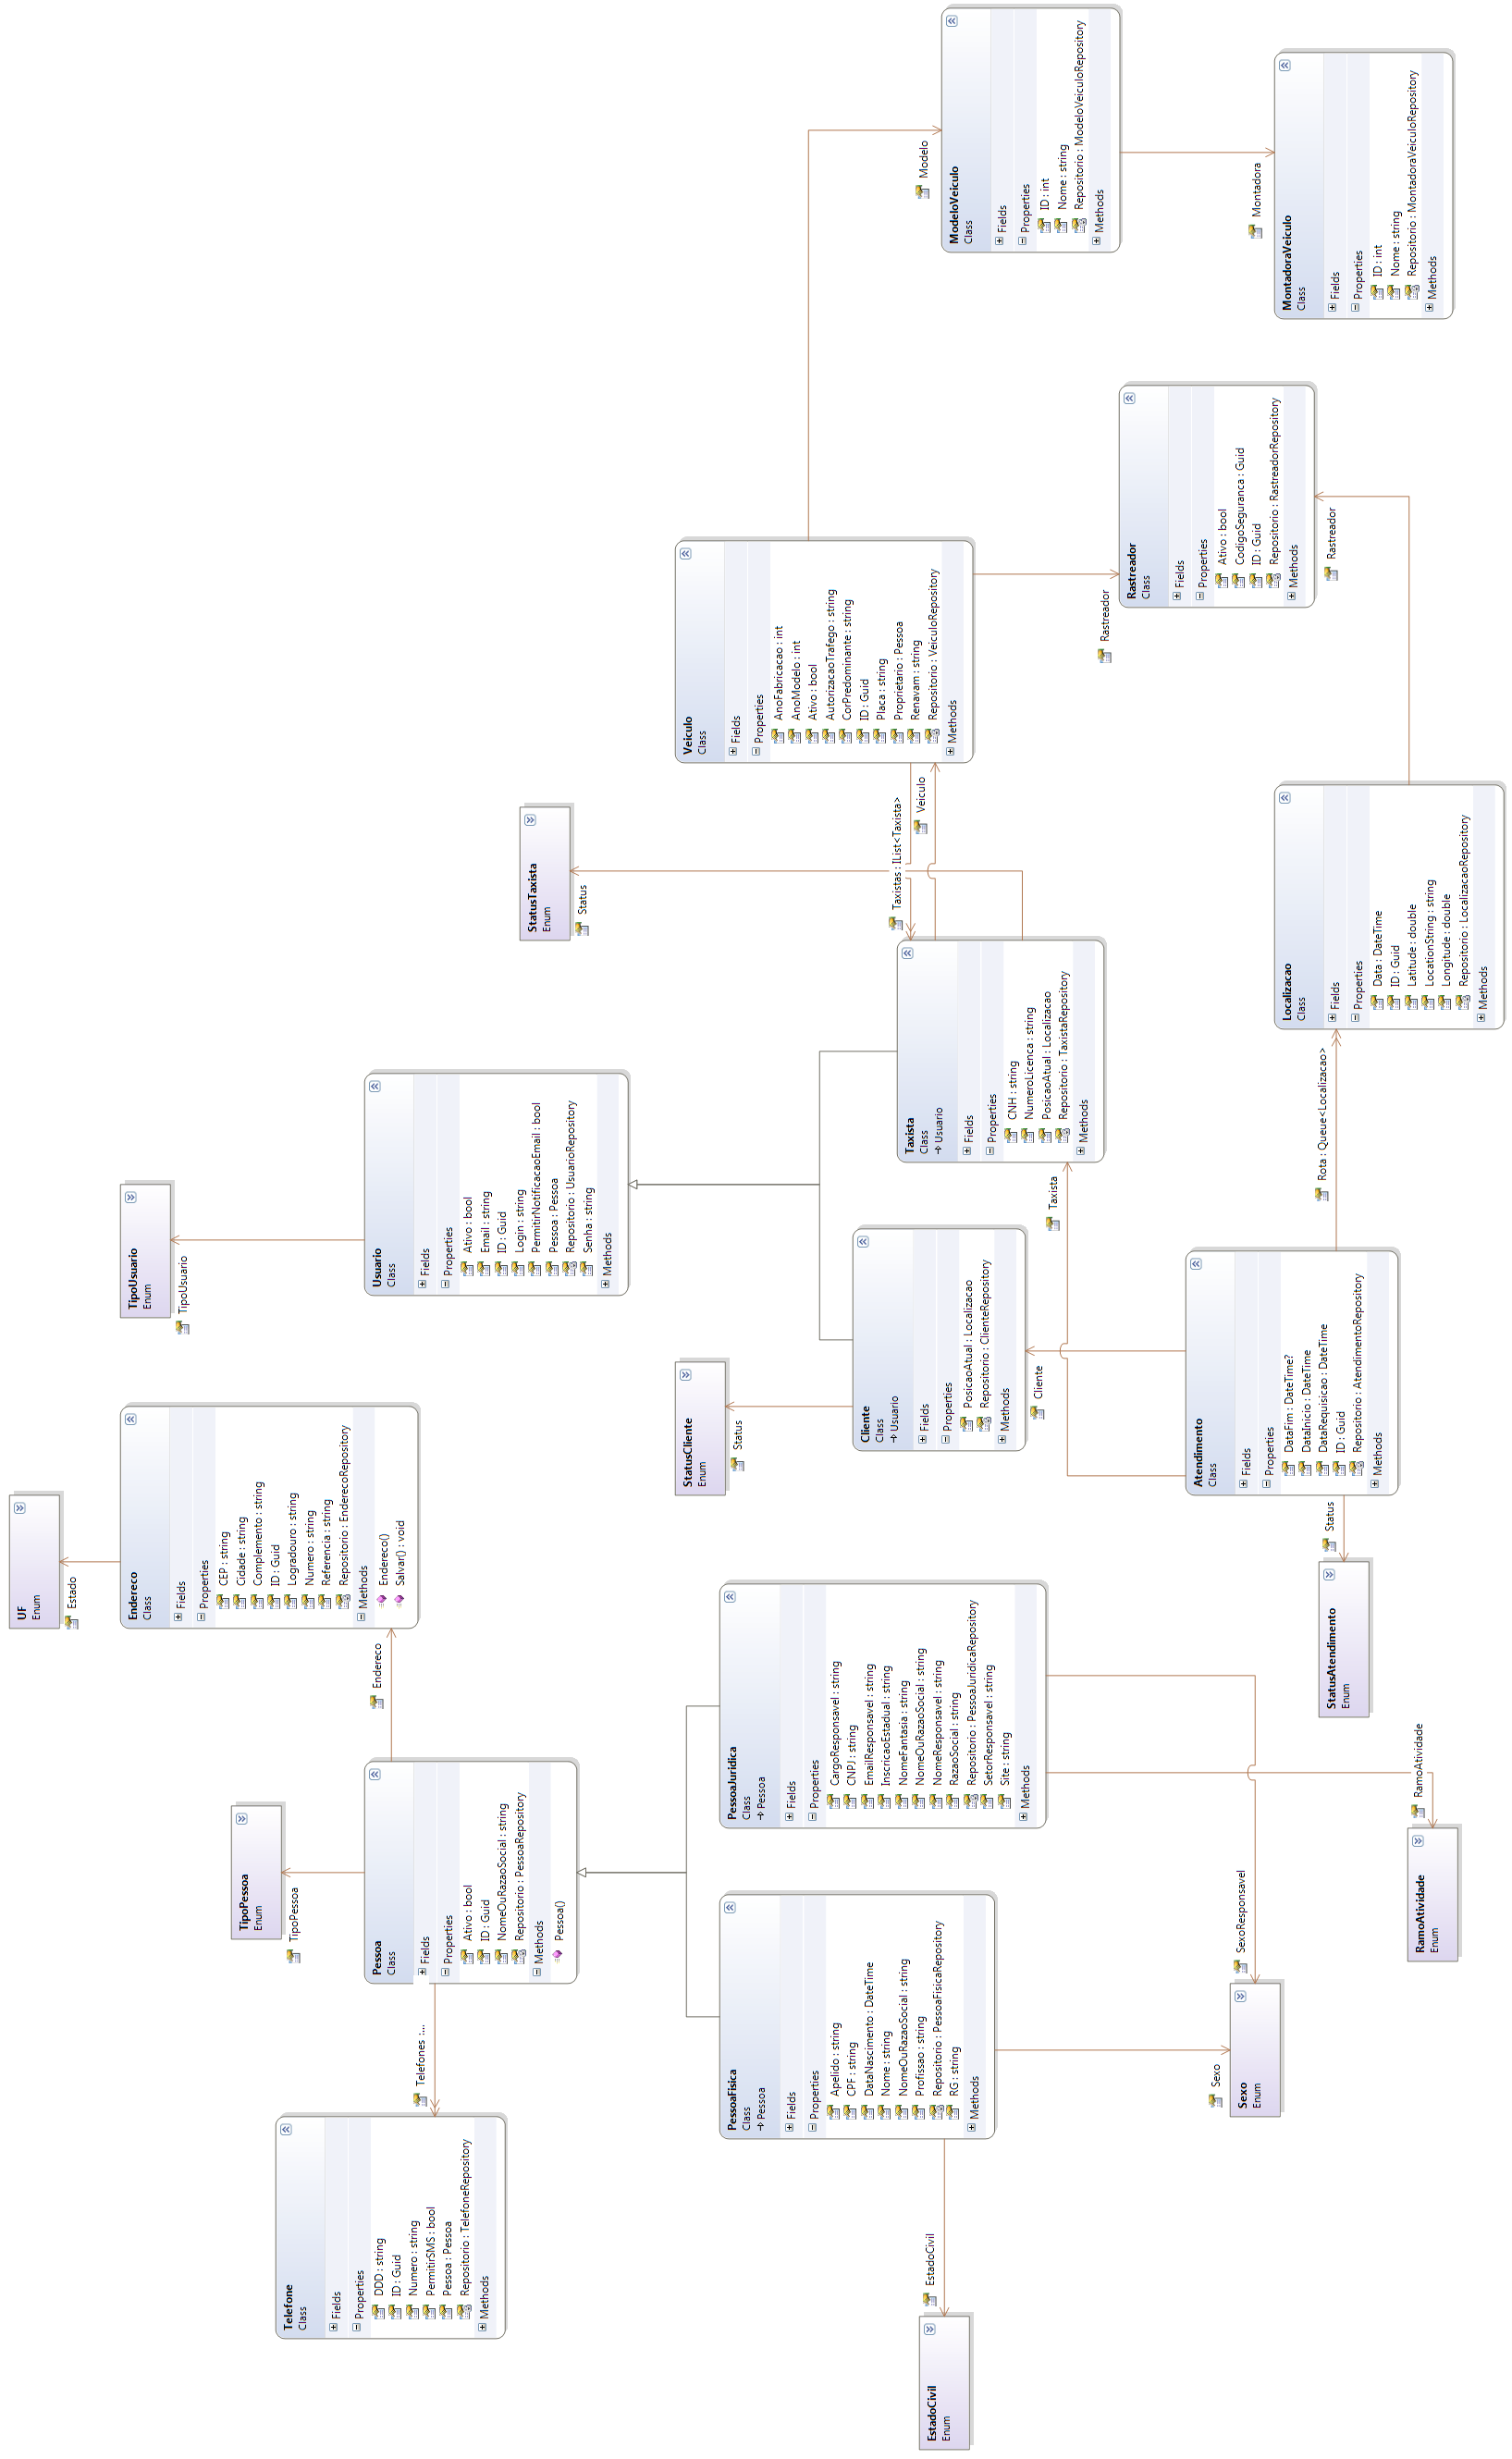 UF
Enum
Estado
TipoUsuario
Enum
TipoUsuario
Endereco
Class
Fields
Properties
CEP : string
Cidade : string
Complemento : string
ID : Guid
Logradouro : string
Numero : string
Referencia : string
Repositorio : EnderecoRepository
Methods
Endereco()
Salvar() : void
TipoPessoa
Enum
TipoPessoa
Endereco
Telefone
Class
Fields
Properties
DDD : string
ID : Guid
Numero : string
PermitirSMS : bool
Pessoa : Pessoa
Repositorio : TelefoneRepository
Methods
Telefones :...
Pessoa
Class
Fields
Properties
Ativo : bool
ID : Guid
NomeOuRazaoSocial : string
Repositorio : PessoaRepository
Methods
Pessoa()
Usuario
Class
Fields
Properties
Ativo : bool
Email : string
ID : Guid
Login : string
PermitirNotificacaoEmail : bool
Pessoa : Pessoa
Repositorio : UsuarioRepository
Senha : string
Methods
StatusTaxista
Enum
Status
StatusCliente
Enum
Status
PessoaFisica
Class
Pessoa
Fields
Properties
Apelido : string
CPF : string
DataNascimento : DateTime
Nome : string
NomeOuRazaoSocial : string
Profissao : string
Repositorio : PessoaFisicaRepository
RG : string
Methods
PessoaJuridica
Class
Pessoa
Fields
Properties
CargoResponsavel : string
CNPJ : string
EmailResponsavel : string
InscricaoEstadual : string
NomeFantasia : string
NomeOuRazaoSocial : string
NomeResponsavel : string
RazaoSocial : string
Repositorio : PessoaJuridicaRepository
SetorResponsavel : string
Site : string
Methods
Veiculo
Class
Fields
Properties
AnoFabricacao : int
AnoModelo : int
Ativo : bool
AutorizacaoTrafego : string
CorPredominante : string
ID : Guid
Placa : string
Proprietario : Pessoa
Renavam : string
Repositorio : VeiculoRepository
Methods
Taxistas : IList<Taxista>
Veiculo
Modelo
Cliente
Class
Usuario
Fields
Properties
PosicaoAtual : Localizacao
Repositorio : ClienteRepository
Methods
Taxista
Class
Usuario
Fields
Properties
CNH : string
NumeroLicenca : string
PosicaoAtual : Localizacao
Repositorio : TaxistaRepository
Methods
EstadoCivil
EstadoCivil
Enum
ModeloVeiculo
Class
Fields
Properties
ID : int
Nome : string
Repositorio : ModeloVeiculoRepository
Methods
Cliente
Taxista
Rastreador
Rastreador
Class
Fields
Properties
Ativo : bool
CodigoSeguranca : Guid
ID : Guid
Repositorio : RastreadorRepository
Methods
Rastreador
Atendimento
Class
Fields
Properties
DataFim : DateTime?
DataInicio : DateTime
DataRequisicao : DateTime
ID : Guid
Repositorio : AtendimentoRepository
Methods
Sexo
SexoResponsavel
Sexo
Enum
Montadora
MontadoraVeiculo
Class
Fields
Properties
ID : int
Nome : string
Repositorio : MontadoraVeiculoRepository
Methods
Localizacao
Class
Fields
Properties
Data : DateTime
ID : Guid
Latitude : double
LocationString : string
Longitude : double
Repositorio : LocalizacaoRepository
Methods
Rota : Queue<Localizacao>
Status
StatusAtendimento
Enum
RamoAtividade
RamoAtividade
Enum